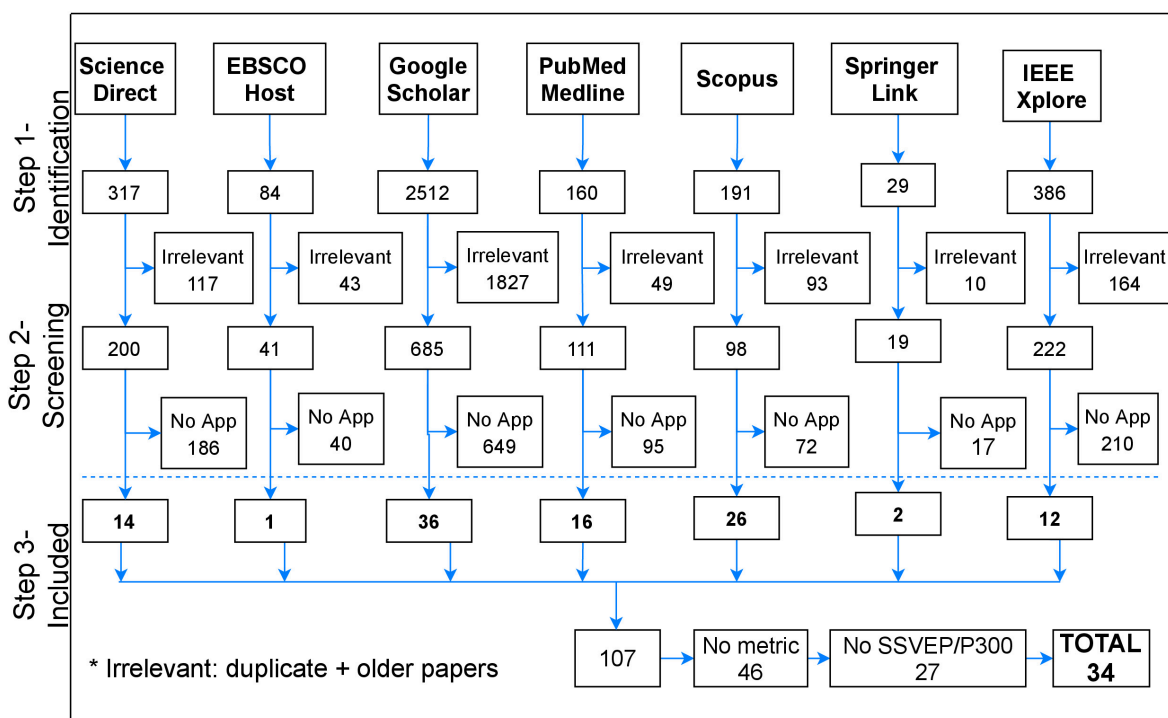 Science
Direct
EBSCO
Host
Google
Scholar
PubMed
Medline
Scopus
Springer
Link
IEEE
Xplore
Step 1-
Identification
317
84
2512
160
191
29
386
Irrelevant
117
Irrelevant
43
Irrelevant
1827
Irrelevant
49
Irrelevant
93
Irrelevant
10
Irrelevant
164
Step 2-
Screening
200
41
685
111
98
19
222
No App
186
No App
40
No App
649
No App
95
No App
72
No App
17
No App
210
Step 3-
Included
14
1
36
16
26
2
12
107
No metric
46
No SSVEP/P300
27
TOTAL
34
* Irrelevant: duplicate + older papers